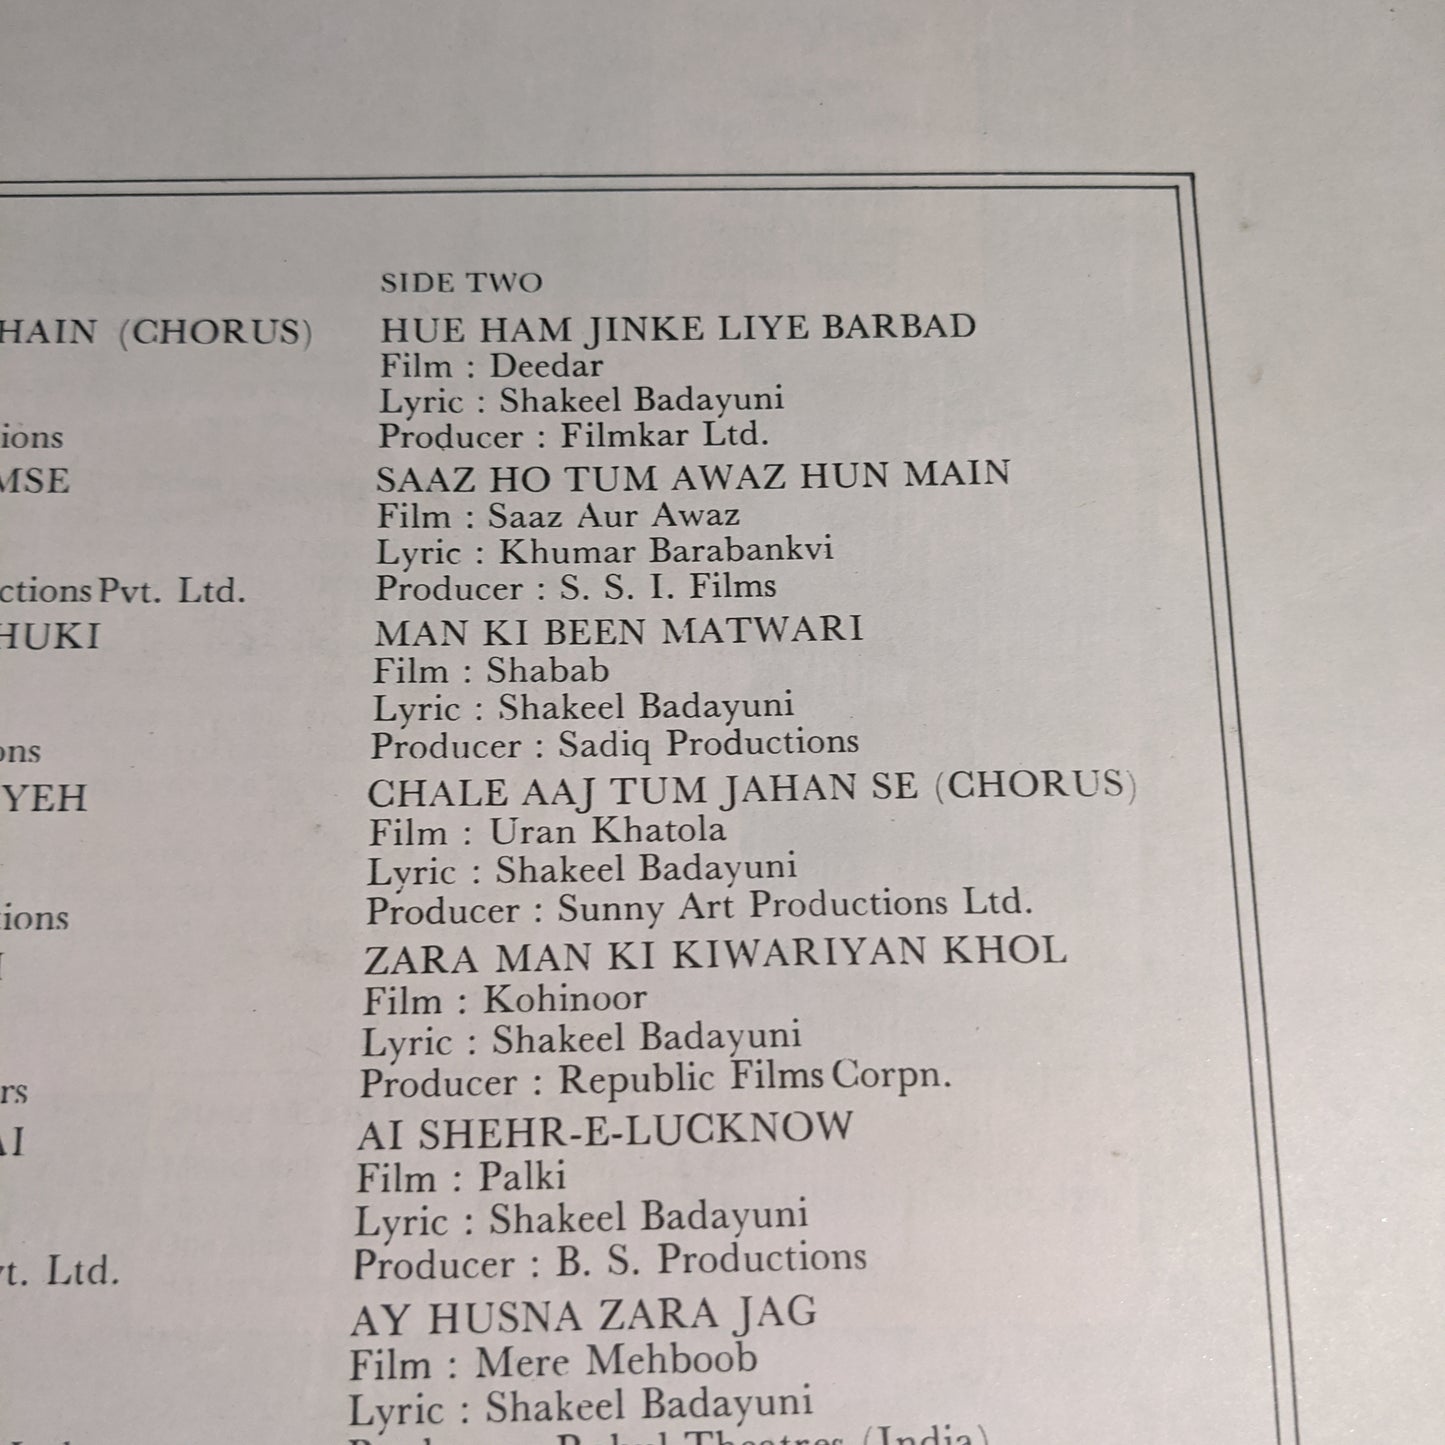 HAIN (CHORUS)
ions
MSE
ctions Pvt. Ltd.
HUKI
ons
YEH
ions
I
rs
AI
t. Ltd.
SIDE TWO
HUE HAM JINKE LIYE BARBAD
Film : Deedar
Lyric : Shakeel Badayuni
Producer : Filmkar Ltd.
SAAZ HO TUM AWAZ HUN MAIN
Film : Saaz Aur Awaz
Lyric : Khumar Barabankvi
Producer : S. S. I. Films
MAN KI BEEN MATWARI
Film : Shabab
Lyric : Shakeel Badayuni
Producer : Sadiq Productions
CHALE AAJ TUM JAHAN SE (CHORUS)
Film : Uran Khatola
Lyric : Shakeel Badayuni
Producer : Sunny Art Productions Ltd.
ZARA MAN KI KIWARIYAN KHOL
Film : Kohinoor
Lyric : Shakeel Badayuni
Producer : Republic Films Corpn.
AI SHEHR-E-LUCKNOW
Film : Palki
Lyric : Shakeel Badayuni
Producer : B. S. Productions
AY HUSNA ZARA JAG
Film : Mere Mehboob
Lyric : Shakeel Badayuni
Theatres (India)